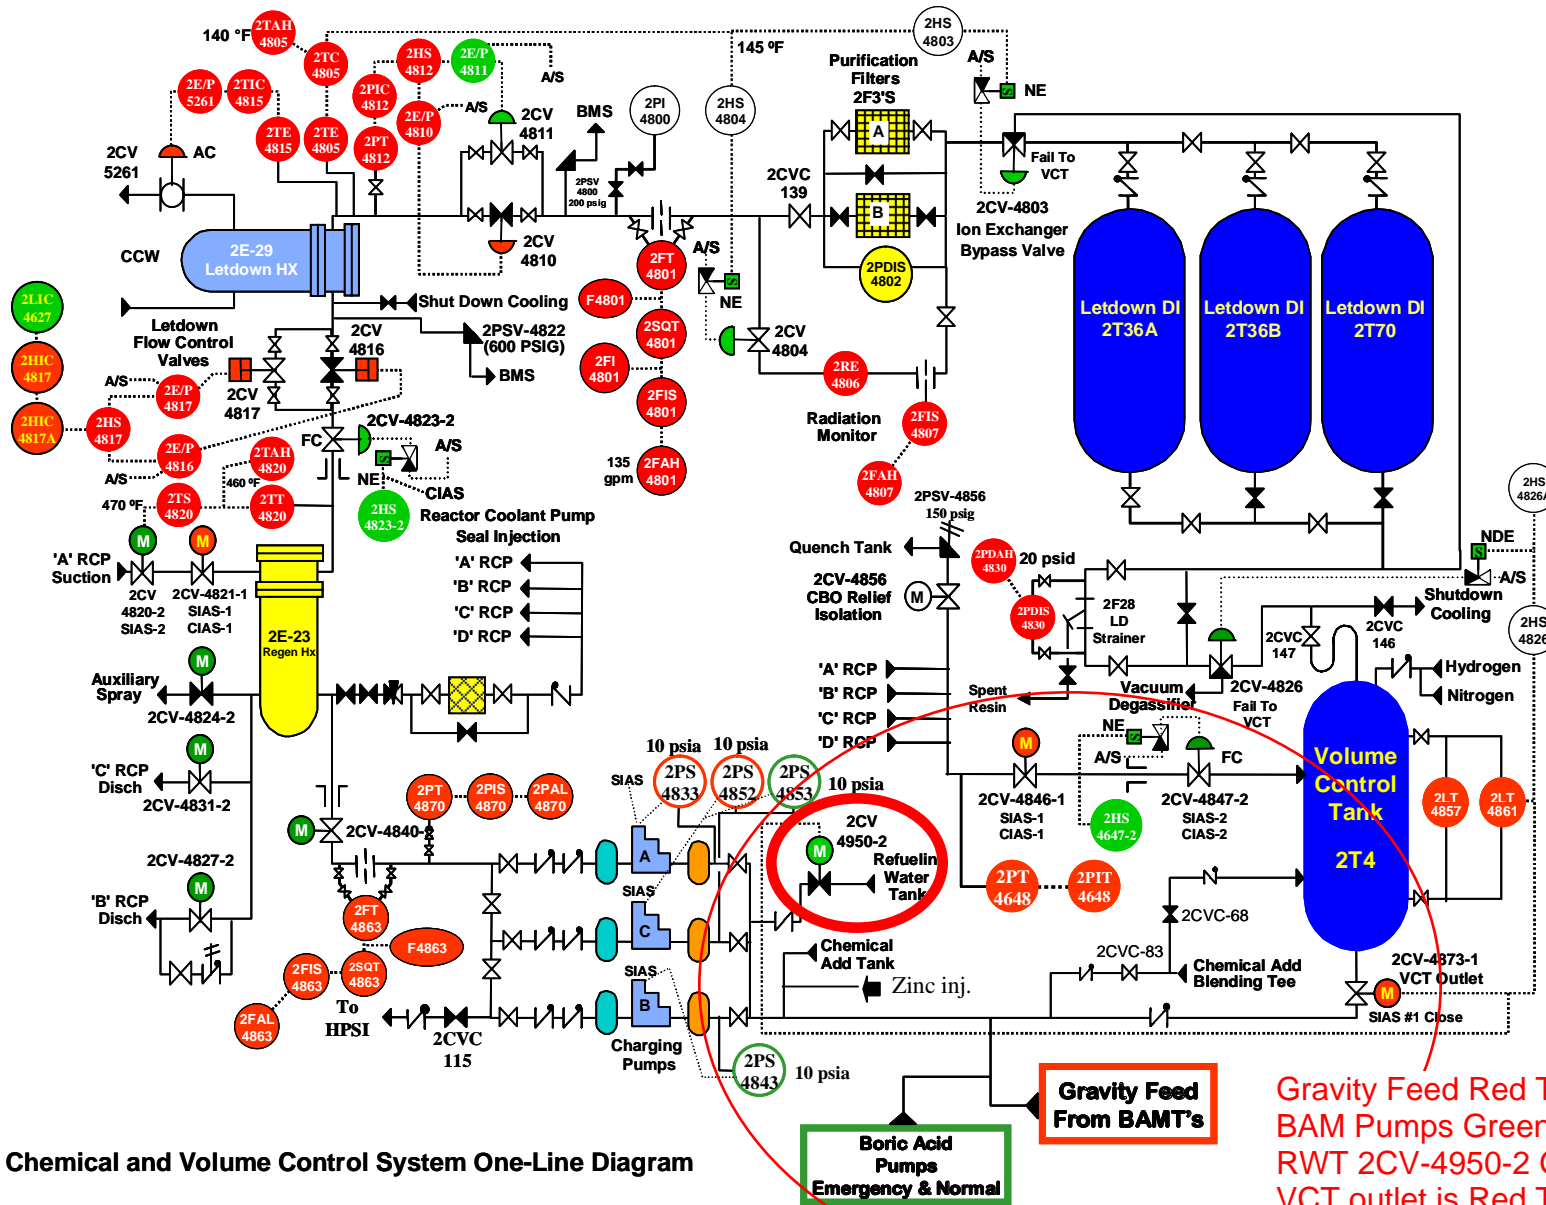 2TAH
4805
140 °F
2TC
4805
2HS
4812
2E/P
4811
A/S
145 ºF
2HS
4803
A/S
NE
2E/P
5261
2TIC
4815
2PIC
4812
2E/P
4810
A/S
2CV
4811
BMS
2PI
4800
2HS
4804
Purification
Filters
2F3'S
A
2TE
4815
2TE
4805
2PT
4812
2CV
5261
AC
2PSV
4800
200 psig
2CVC
139
B
Fail To
VCT
2CV-4803
Ion Exchanger
Bypass Valve
CCW
2E-29
Letdown HX
2CV
4810
2FT
4801
A/S
NE
2PDIS
4802
2LIC
4627
Shut Down Cooling
F4801
2SQT
4801
2CV
4804
Letdown DI
2T36A
Letdown DI
2T36B
Letdown DI
2T70
Letdown
Flow Control
Valves
2CV
4816
2PSV-4822
(600 PSIG)
BMS
2HIC
4817
A/S
2E/P
4817
2CV
4817
2FI
4801
2FIS
4801
2RE
4806
2HIC
4817A
2HS
4817
2CV-4823-2
FC
A/S
Radiation
Monitor
2FIS
4807
2E/P
4816
A/S
2TAH
4820
460 ºF
NE
CIAS
135
gpm
2FAH
4801
2FAH
4807
470 ºF
2TS
4820
2TT
4820
2HS
4823-2
Reactor Coolant Pump
Seal Injection
2PSV-4856
150 psig
2HS
4826A
M
M
'A' RCP
Suction
2CV
4820-2
SIAS-2
2CV-4821-1
SIAS-1
CIAS-1
'A' RCP
'B' RCP
'C' RCP
'D' RCP
Quench Tank
2CV-4856
CBO Relief
Isolation
M
2PDAH
4830
20 psid
2PDIS
4830
2F28
LD
Strainer
NDE
A/S
Shutdown
Cooling
2HS
4826
2E-23
Regen Hx
2CVC
147
2CVC
146
M
Auxiliary
Spray
2CV-4824-2
'A' RCP
'B' RCP
'C' RCP
'D' RCP
Spent
Resin
Vacuum
Degassifier
2CV-4826
Fail To
VCT
Hydrogen
Nitrogen
M
'C' RCP
Disch
2CV-4831-2
10 psia
10 psia
SIAS
2PS
4833
2PS
4852
2PS
4853
10 psia
NE
A/S
FC
M
2CV-4846-1
SIAS-1
CIAS-1
2HS
4647-2
2CV-4847-2
SIAS-2
CIAS-2
Volume
Control
Tank
2T4
2LT
4857
2LT
4861
2PT
4870
2PIS
4870
2PAL
4870
M
2CV-4840-
2CV
4950-2
M
Refuelin
Water
Tank
A
SIAS
2CV-4827-2
M
'B' RCP
Disch
2FT
4863
2PT
4648
2PIT
4648
2CVC-68
C
F4863
2FIS
4863
2SQT
4863
SIAS
Chemical
Add Tank
2CVC-83
Chemical Add
Blending Tee
2CV-4873-1
VCT Outlet
M
SIAS #1 Close
Zinc inj.
B
2FAL
4863
To
HPSI
2CVC
115
Charging
Pumps
2PS
4843
10 psia
Gravity Feed
From BAMT's
Boric Acid
Pumps
Emergency & Normal
Gravity Feed Red T
BAM Pumps Green
RWT 2CV-4950-2
VCT outlet is Red T
Chemical and Volume Control System One-Line Diagram